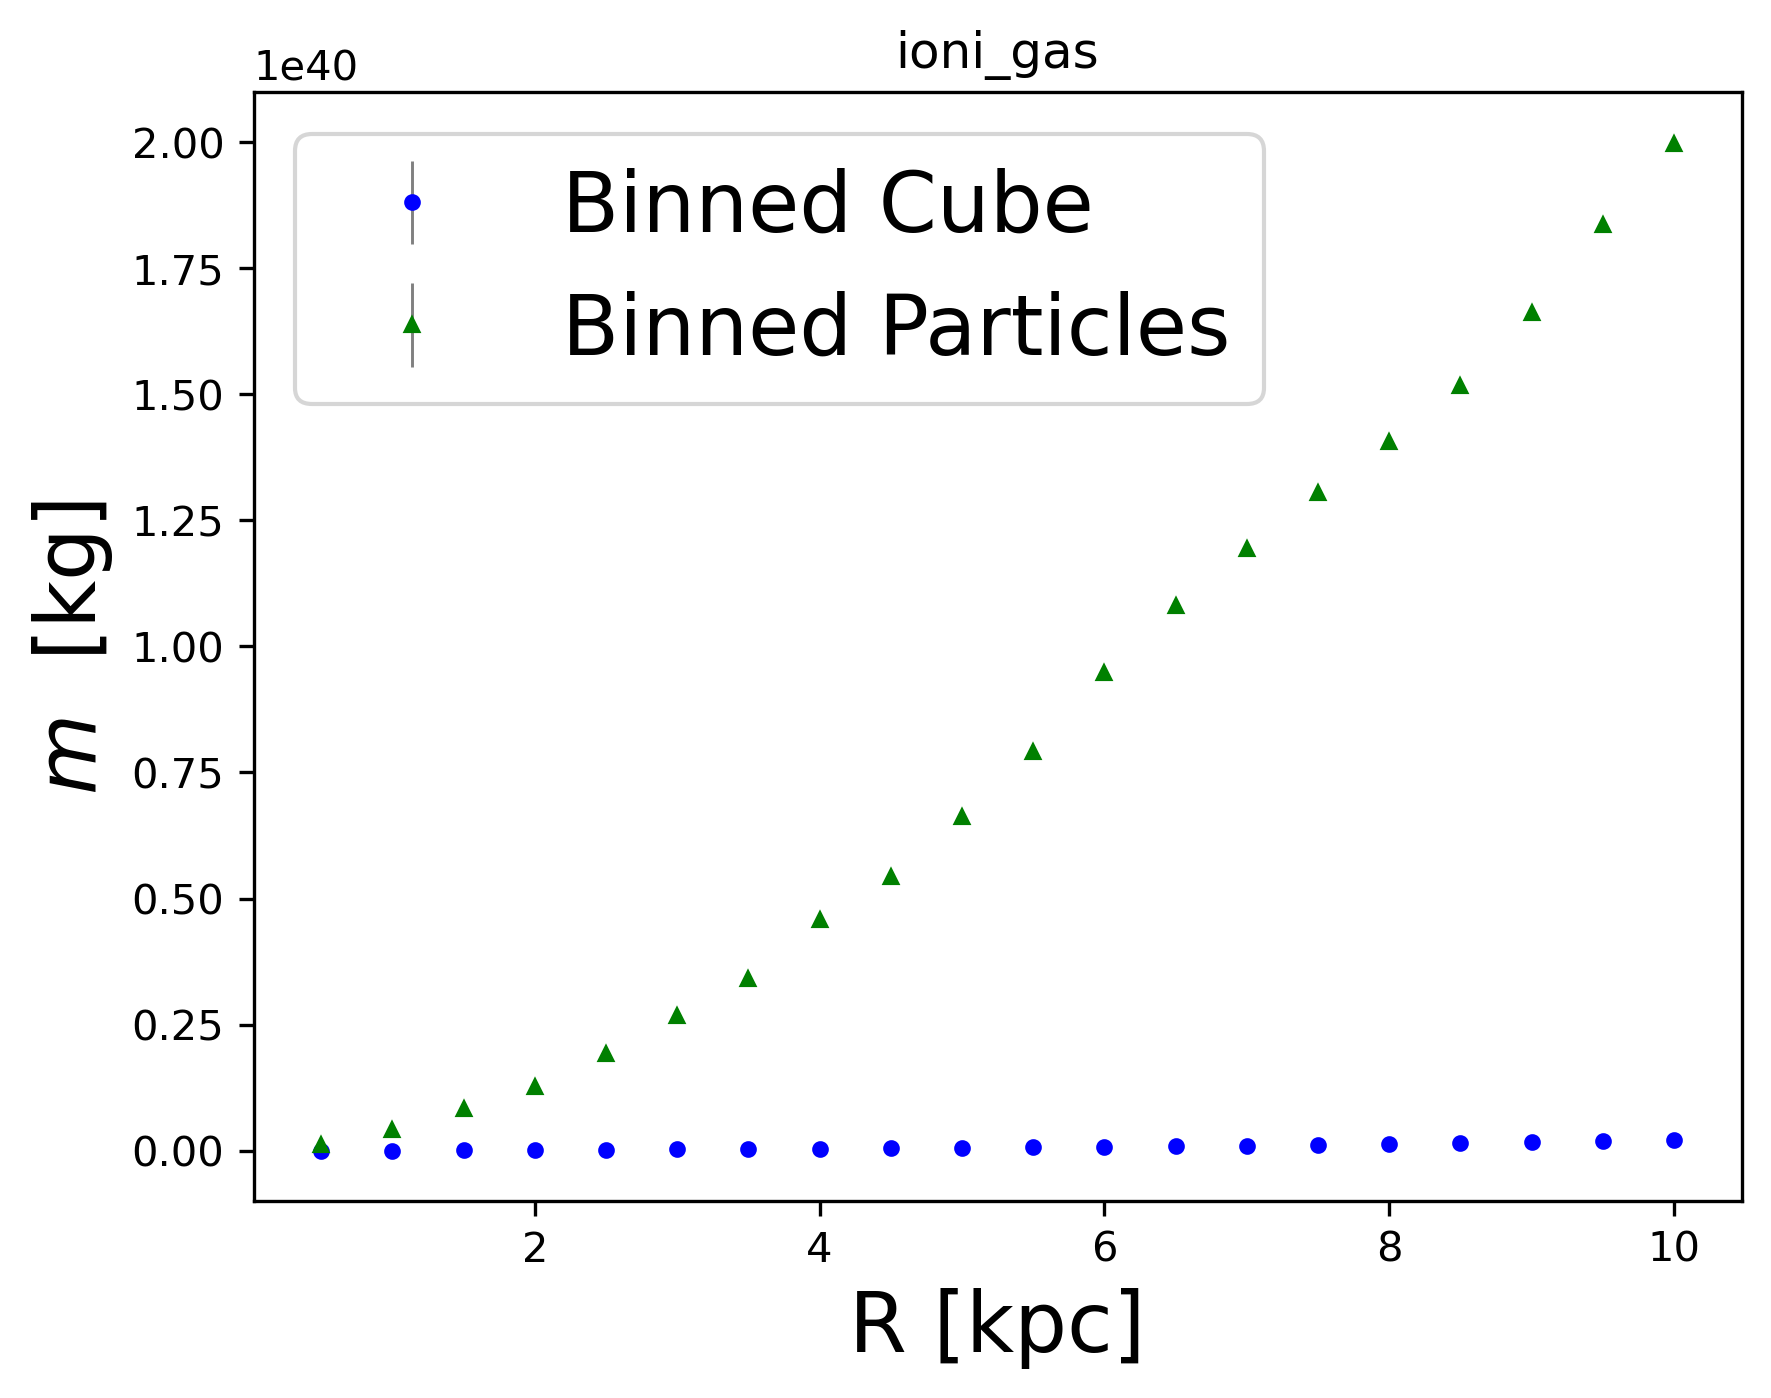 ioni_gas
1e40
2.00
1.75
1.50
1.25
1.00
0.75
0.50
0.25
0.00
m [kg]
Binned Cube
Binned Particles
2 4 6 8 10
R [kpc]